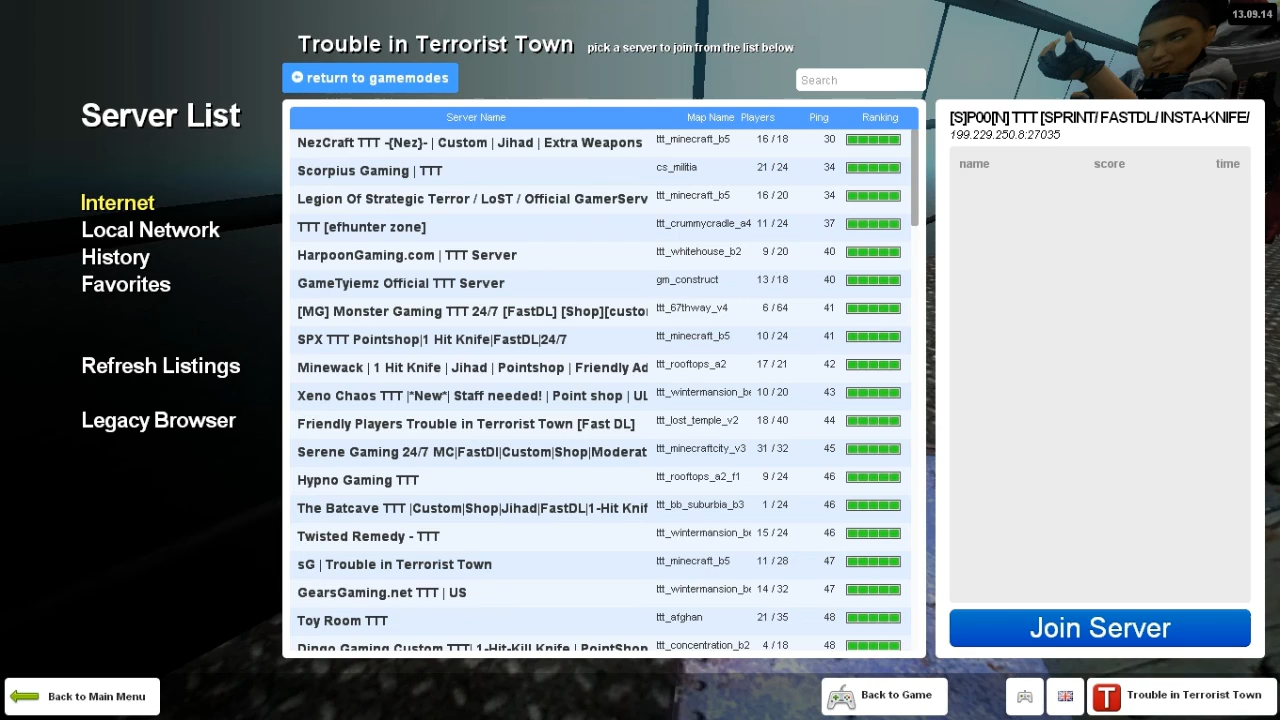 13.09.14
Trouble in Terrorist Town pick a server to join from the list below
return to gamemodes
Search
Server List
Internet
Local Network
History
Favorites
Refresh Listings
Legacy Browser
Server Name Map Name Players Ping Ranking
NezCraft TTT -{Nez}- | Custom | Jihad | Extra Weapons ttt_minecraft_b5 16 / 18 30
Scorpius Gaming | TTT cs_militia 21 / 24 34
Legion Of Strategic Terror / LoST / Official GamerServ ttt_minecraft_b5 16 / 20 34
TTT [efhunter zone] ttt_crummycradle_a4 11 / 24 37
HarpoonGaming.com | TTT Server ttt_whitehouse_b2 9 / 20 40
GameTyiemz Official TTT Server gm_construct 13 / 18 40
[MG] Monster Gaming TTT 24/7 [FastDL] [Shop][custo ttt_67thway_v4 6 / 64 41
SPX TTT Pointshop|1 Hit Knife|FastDL|24/7 ttt_minecraft_b5 10 / 24 41
Minewack | 1 Hit Knife | Jihad | Pointshop | Friendly Ad ttt_rooftops_a2 17 / 21 42
Xeno Chaos TTT |*New*| Staff needed! | Point shop | UL ttt_wintermansion_be 10 / 20 43
Friendly Players Trouble in Terrorist Town [Fast DL] ttt_lost_temple_v2 18 / 40 44
Serene Gaming 24/7 MC|FastDl|Custom|Shop|Moderat ttt_minecraftcity_v3 31 / 32 45
Hypno Gaming TTT ttt_rooftops_a2_f1 9 / 24 46
The Batcave TTT |Custom|Shop|Jihad|FastDL|1-Hit Knif ttt_bb_suburbia_b3 1 / 24 46
Twisted Remedy - TTT ttt_wintermansion_be 15 / 24 46
sG | Trouble in Terrorist Town ttt_minecraft_b5 11 / 28 47
GearsGaming.net TTT | US ttt_wintermansion_be 14 / 32 47
Toy Room TTT ttt_afghan 21 / 35 48
Dingo Gaming Custom TTT| 1-Hit-Kill Knife | PointShop ttt_concentration_b2 4 / 18 48
[S]P00[N] TTT [SPRINT/ FASTDL/ INSTA-KNIFE/
199.229.250.8:27035
name score time
Join Server
Back to Main Menu
Back to Game
T Trouble in Terrorist Town